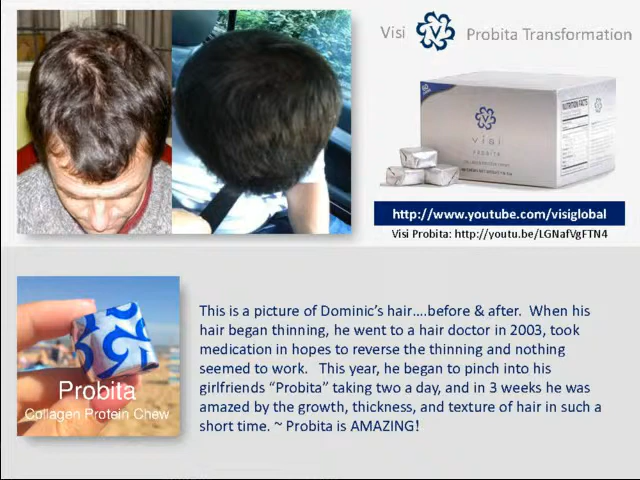 Visi Probita Transformation
visi
http://www.youtube.com/visiglobal
Visi Probita: http://youtu.be/LGNafVgFTN4
This is a picture of Dominic's hair....before & after. When his
hair began thinning, he went to a hair doctor in 2003, took
medication in hopes to reverse the thinning and nothing
seemed to work. This year, he began to pinch into his
girlfriends "Probita" taking two a day, and in 3 weeks he was
amazed by the growth, thickness, and texture of hair in such a
short time. ~ Probita is AMAZING!
Probita
Collagen Protein Chew